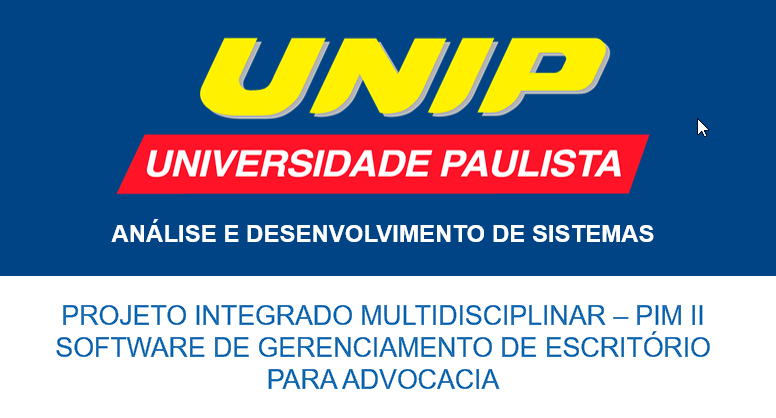 UNIP
UNIVERSIDADE PAULISTA
ANÁLISE E DESENVOLVIMENTO DE SISTEMAS
PROJETO INTEGRADO MULTIDISCIPLINAR – PIM II
SOFTWARE DE GERENCIAMENTO DE ESCRITÓRIO
PARA ADVOCACIA